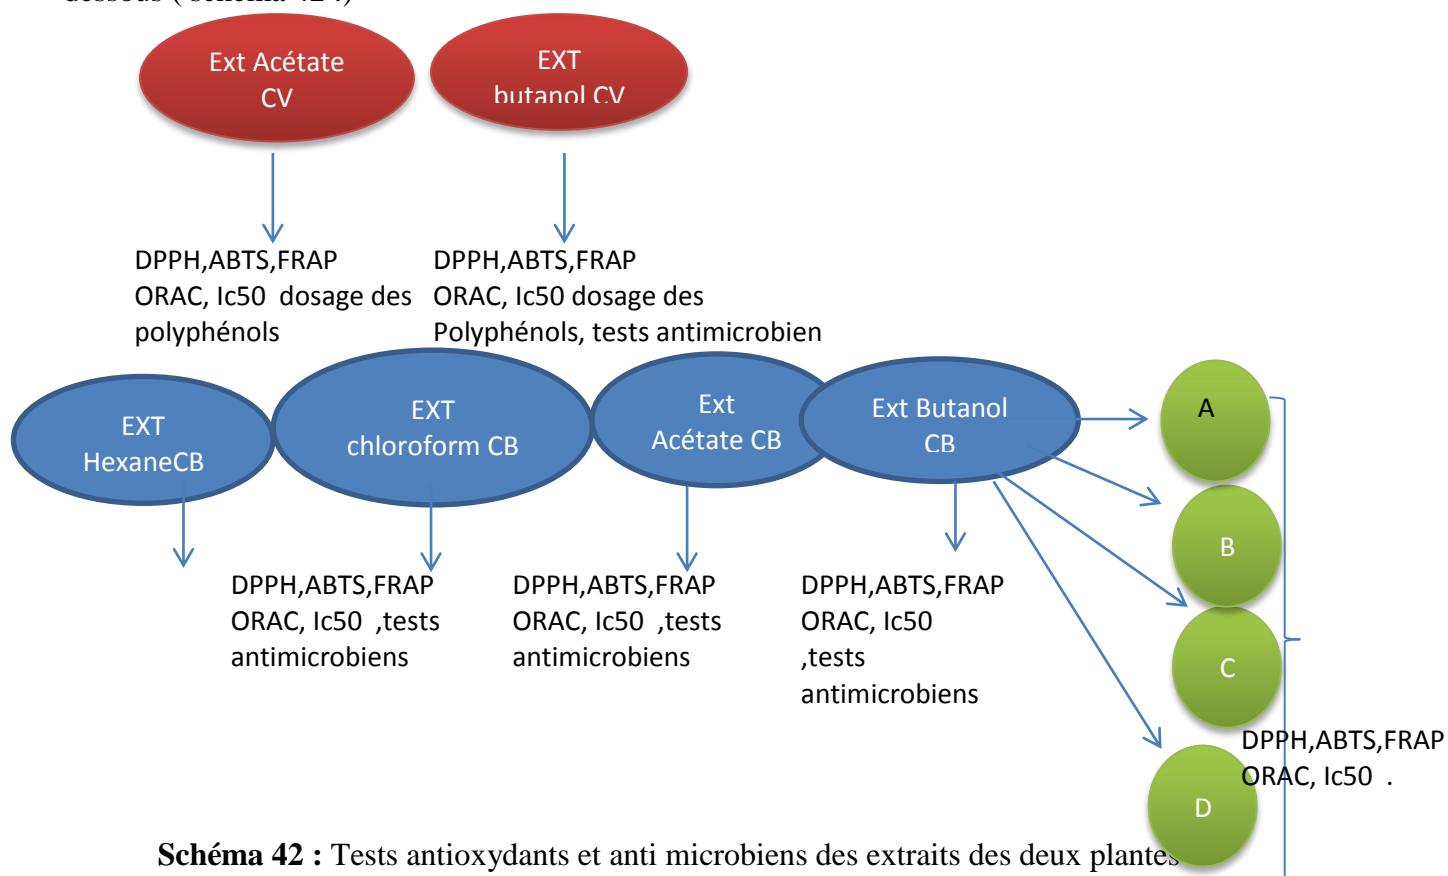 dessous ( schéma 42 .)
Ext Acétate
CV
EXT
butanol CV
DPPH,ABTS,FRAP
ORAC, Ic50  dosage des
polyphénols
DPPH,ABTS,FRAP
ORAC, Ic50 dosage des
Polyphénols, tests antimicrobien
EXT
HexaneCB
EXT
chloroform CB
Ext
Acétate CB
Ext Butanol
CB
A
B
C
D
DPPH,ABTS,FRAP
ORAC, Ic50  ,tests
antimicrobiens
DPPH,ABTS,FRAP
ORAC, Ic50  ,tests
antimicrobiens
DPPH,ABTS,FRAP
ORAC, Ic50
,tests
antimicrobiens
DPPH,ABTS,FRAP
ORAC, Ic50  .
Schéma 42 : Tests antioxydants et anti microbiens des extraits des deux plantes